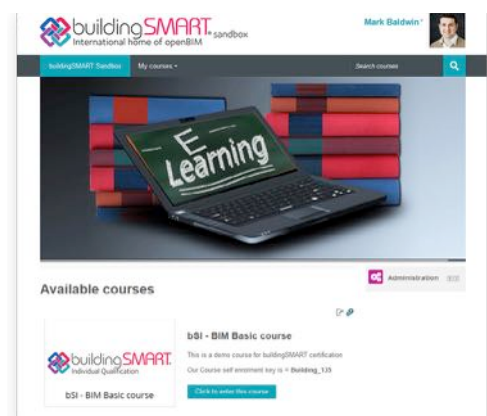 buildingSMART. sandbox
International home of openBIM
Mark Baldwin
buildingSMART Sandbox
My courses
Search courses
E
Learning
Administration
Available courses
bSI - BIM Basic course
This is a demo course for buildingSMART certification
Our Course self enrolment key is = Building_135
Click to enter this course
buildingSMART.
Individual Qualification
bSI - BIM Basic course